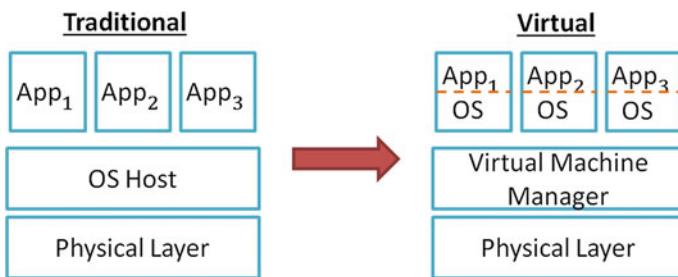 Traditional
App₁
App₂
App₃
OS Host
Physical Layer
Virtual
App₁
OS
App₂
OS
App₃
OS
Virtual Machine
Manager
Physical Layer